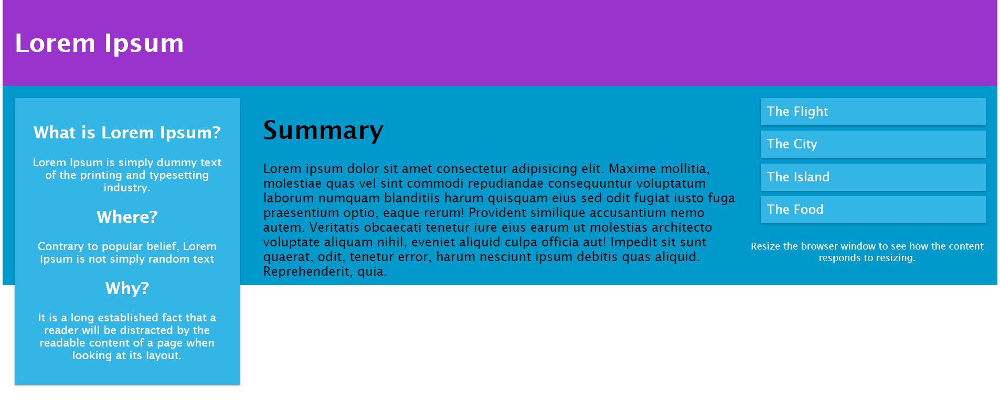 Lorem Ipsum
What is Lorem Ipsum?
Lorem Ipsum is simply dummy text
of the printing and typesetting
industry.
Where?
Contrary to popular belief, Lorem
Ipsum is not simply random text
Why?
It is a long established fact that a
reader will be distracted by the
readable content of a page when
looking at its layout.
Summary
Lorem ipsum dolor sit amet consectetur adipisicing elit. Maxime mollitia,
molestiae quas vel sint commodi repudiandae consequuntur voluptatum
laborum numquam blanditiis harum quisquam eius sed odit fugiat iusto fuga
praesentium optio, eaque rerum! Provident similique accusantium nemo
autem. Veritatis obcaecati tenetur iure eius earum ut molestias architecto
voluptate aliquam nihil, eveniet aliquid culpa officia aut! Impedit sit sunt
quaerat, odit, tenetur error, harum nesciunt ipsum debitis quas aliquid.
Reprehenderit, quia.
The Flight
The City
The Island
The Food
Resize the browser window to see how the content
responds to resizing.